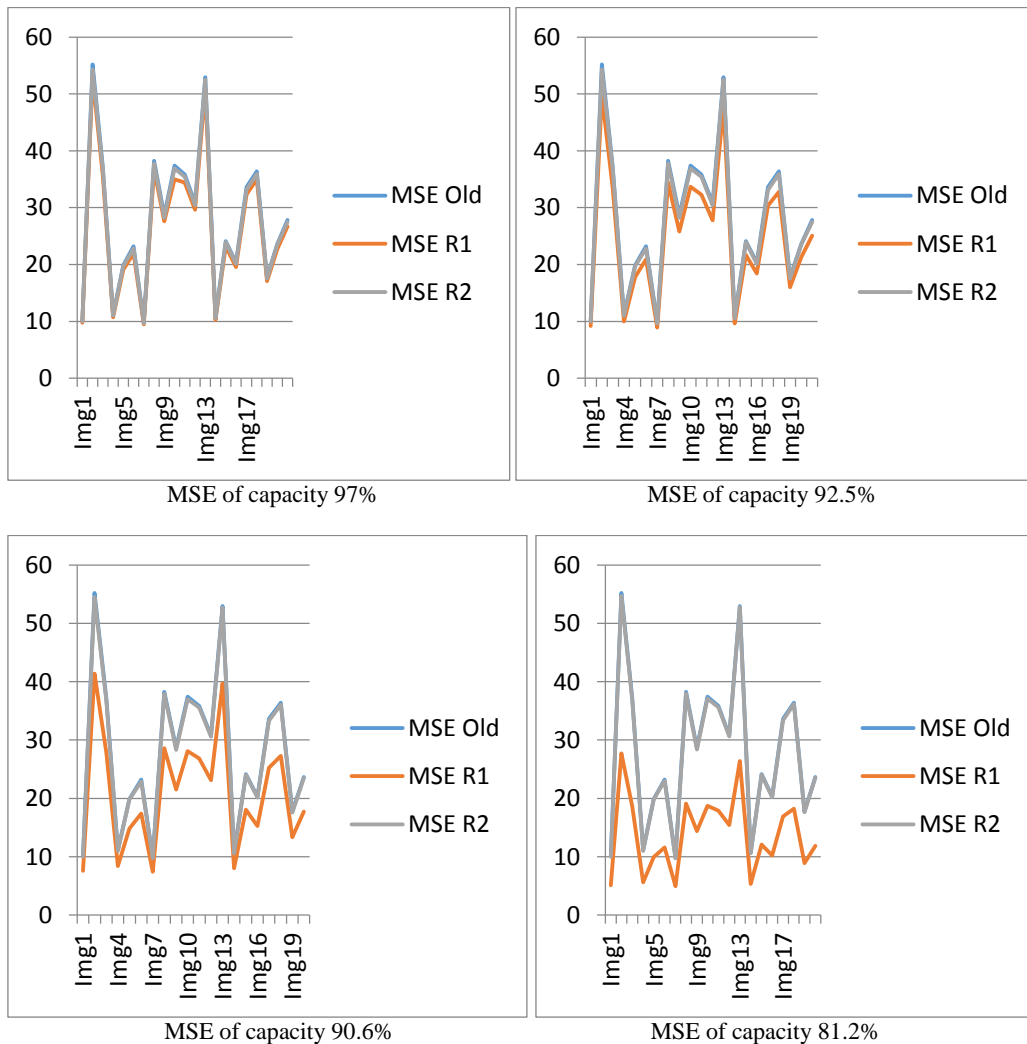 60
50
40
30
20
10
0
Img1
Img5
Img9
Img13
Img17
MSE Old
MSE R1
MSE R2
MSE of capacity 97%
60
50
40
30
20
10
0
Img1
Img4
Img7
Img10
Img13
Img16
Img19
MSE Old
MSE R1
MSE R2
MSE of capacity 92.5%
60
50
40
30
20
10
0
Img1
Img4
Img7
Img10
Img13
Img16
Img19
MSE Old
MSE R1
MSE R2
MSE of capacity 90.6%
60
50
40
30
20
10
0
Img1
Img5
Img9
Img13
Img17
MSE Old
MSE R1
MSE R2
MSE of capacity 81.2%